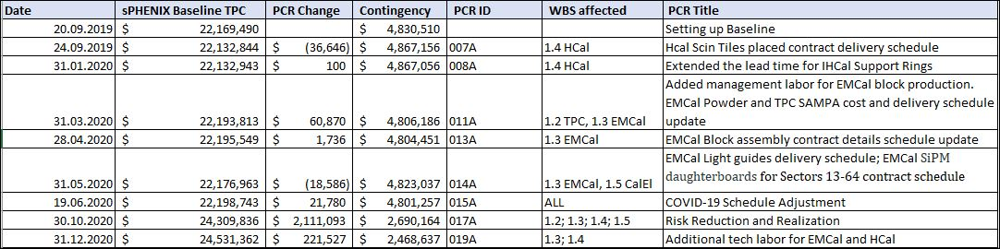 Date sPHENIX Baseline TPC PCR Change Contingency PCR ID WBS affected PCR Title
20.09.2019 $ 22,169,490 $ 4,830,510 Setting up Baseline
24.09.2019 $ 22,132,844 $ (36,646) $ 4,867,156 007A 1.4 HCal Hcal Scin Tiles placed contract delivery schedule
31.01.2020 $ 22,132,943 $ 100 $ 4,867,056 008A 1.4 HCal Extended the lead time for IHCal Support Rings
Added management labor for EMCal block production.
EMCal Powder and TPC SAMPA cost and delivery schedule
31.03.2020 $ 22,193,813 $ 60,870 $ 4,806,186 011A 1.2 TPC, 1.3 EMCal update
28.04.2020 $ 22,195,549 $ 1,736 $ 4,804,451 013A 1.3 EMCal EMCal Block assembly contract details schedule update
EMCal Light guides delivery schedule; EMCal SiPM
daughterboards for Sectors 13-64 contract schedule
31.05.2020 $ 22,176,963 $ (18,586) $ 4,823,037 014A 1.3 EMCal, 1.5 CalEl
19.06.2020 $ 22,198,743 $ 21,780 $ 4,801,257 015A ALL COVID-19 Schedule Adjustment
30.10.2020 $ 24,309,836 $ 2,111,093 $ 2,690,164 017A 1.2; 1.3; 1.4; 1.5 Risk Reduction and Realization
31.12.2020 $ 24,531,362 $ 221,527 $ 2,468,637 019A 1.3; 1.4 Additional tech labor for EMCal and HCal